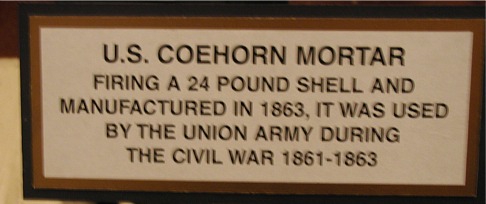 U.S. COEHORN MORTAR
FIRING A 24 POUND SHELL AND
MANUFACTURED IN 1863, IT WAS USED
BY THE UNION ARMY DURING
THE CIVIL WAR 1861-1863